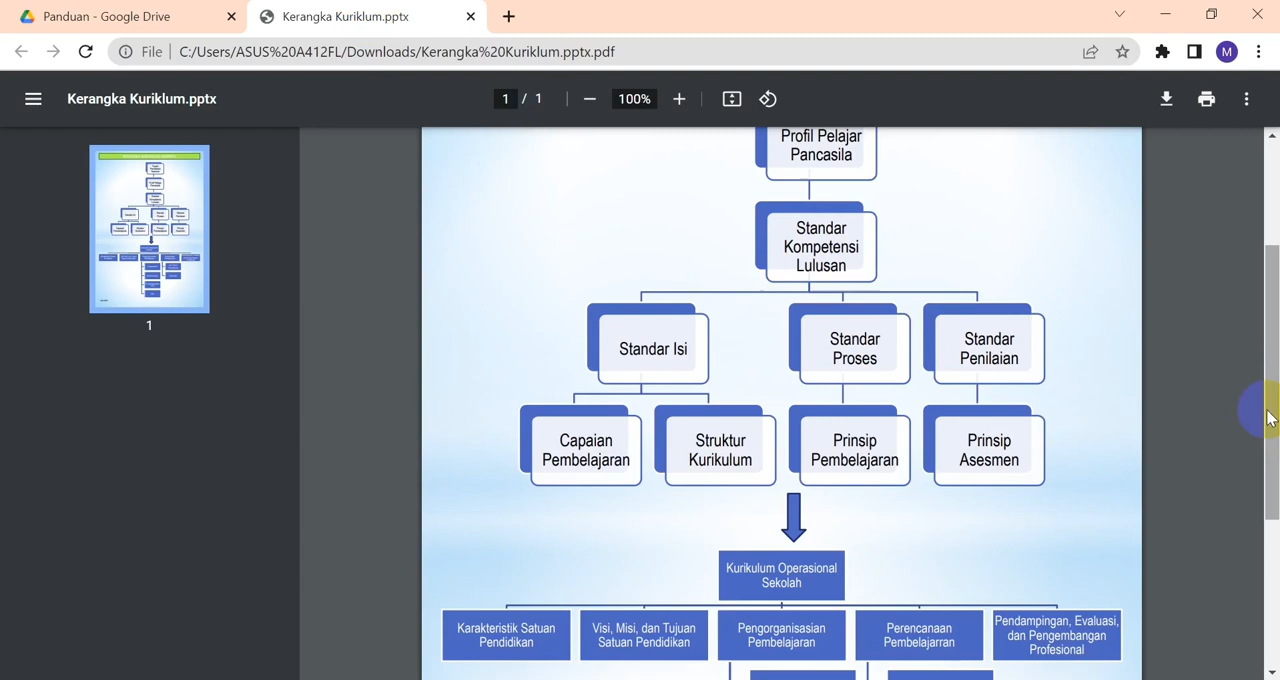 Panduan - Google Drive
Kerangka Kuriklum.pptx
File
C:/Users/ASUS%20A412FL/Downloads/Kerangka%20Kuriklum.pptx.pdf
M
Kerangka Kuriklum.pptx
1 / 1
100%
1
Profil Pelajar
Pancasila
Standar
Kompetensi
Lulusan
Standar Isi
Standar
Proses
Standar
Penilaian
Capaian
Pembelajaran
Struktur
Kurikulum
Prinsip
Pembelajaran
Prinsip
Asesmen
Kurikulum Operasional
Sekolah
Karakteristik Satuan
Pendidikan
Visi, Misi, dan Tujuan
Satuan Pendidikan
Pengorganisasian
Pembelajaran
Perencanaan
Pembelajarran
Pendampingan, Evaluasi,
dan Pengembangan
Profesional